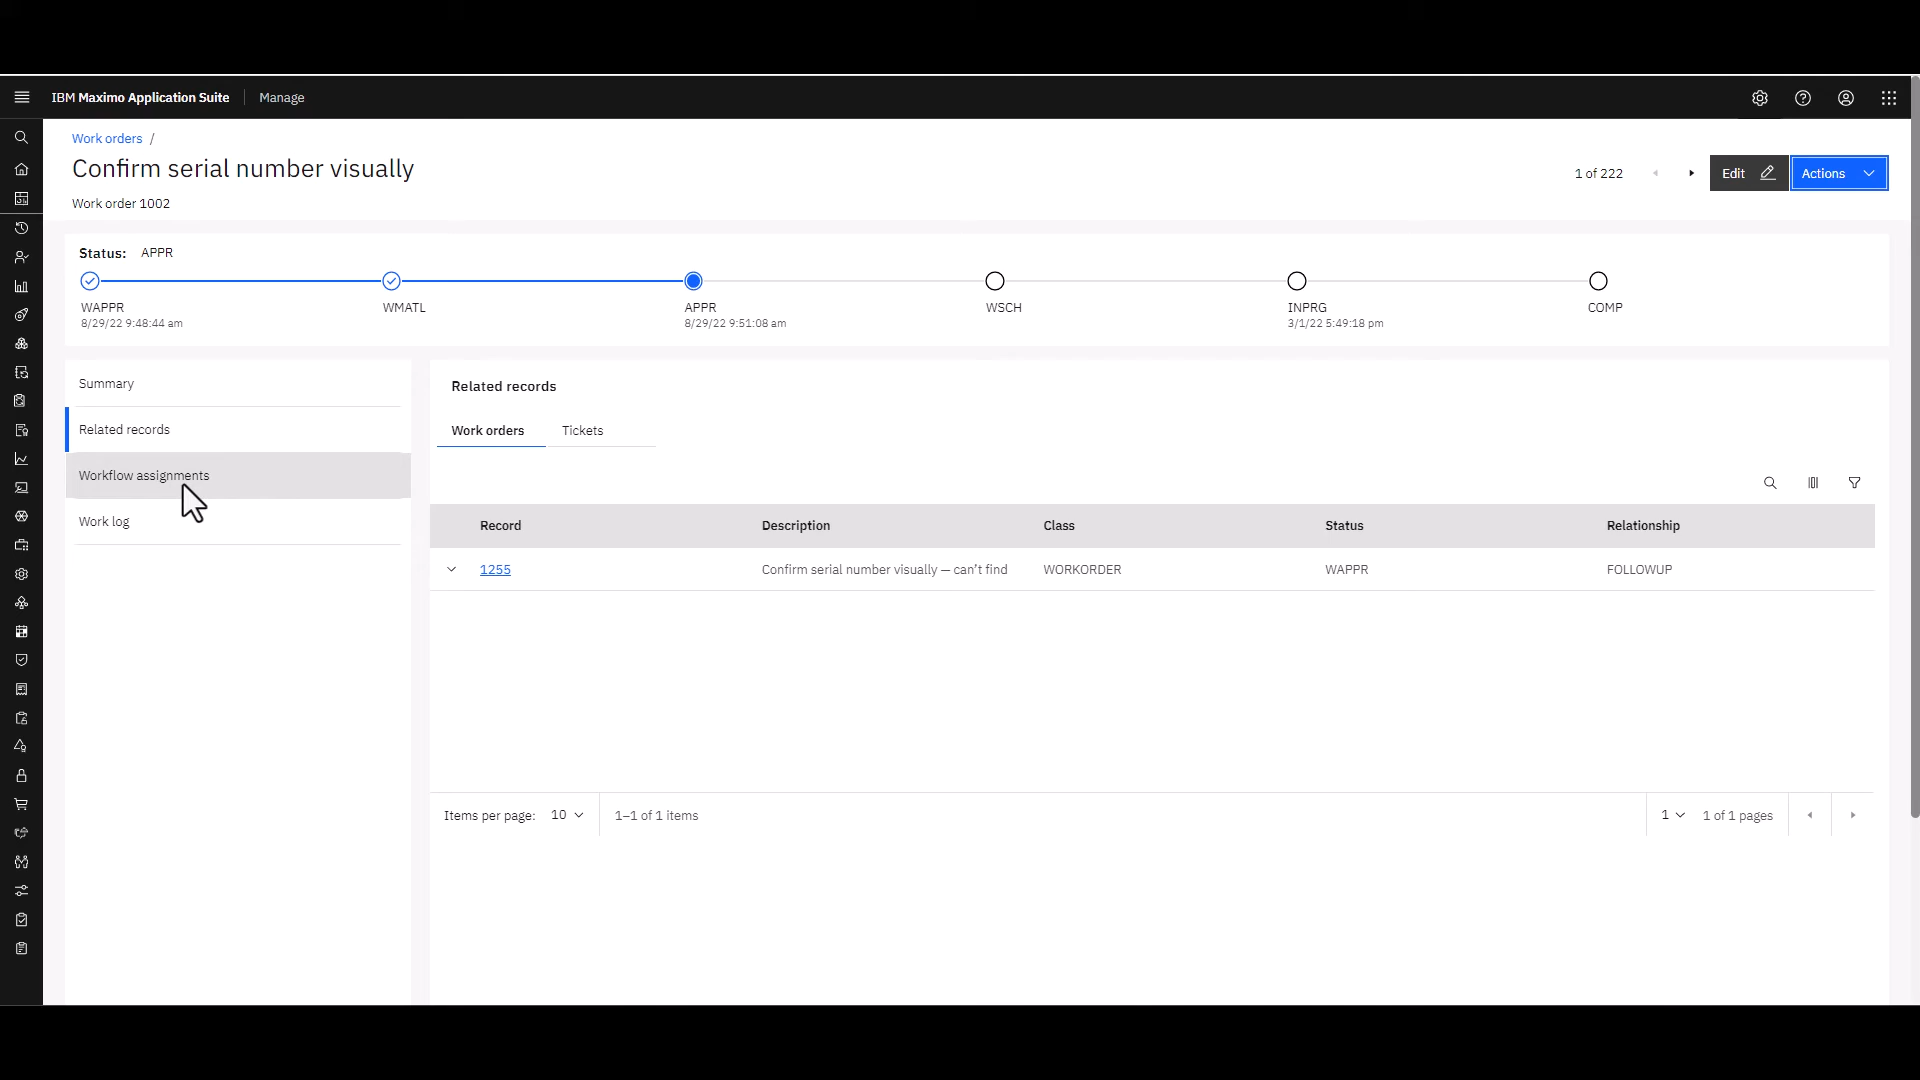 IBM Maximo Application Suite | Manage
Work orders /
Confirm serial number visually
Work order 1002
1 of 222
Edit
Actions
Status: APPR
WAPPR
8/29/22 9:48:44 am
WMATL
APPR
8/29/22 9:51:08 am
WSCH
INPRG
3/1/22 5:49:18 pm
COMP
Summary
Related records
Workflow assignments
Work log
Related records
Work orders Tickets
Record Description Class Status Relationship
1255 Confirm serial number visually — can't find WORKORDER WAPPR FOLLOWUP
Items per page: 10 1–1 of 1 items 1 1 of 1 pages